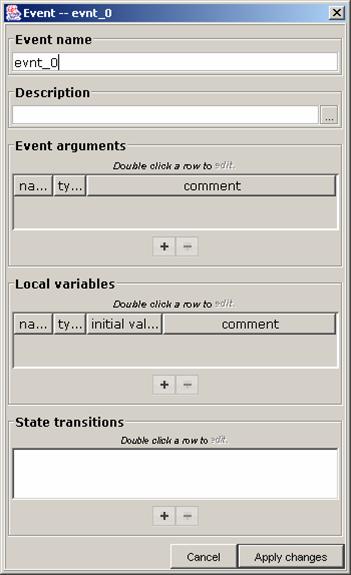 Event -- evnt_0
Event name
evnt_0
Description
...
Event arguments
Double click a row to edit.
na... ty... comment
+ −
Local variables
Double click a row to edit.
na... ty... initial val... comment
+ −
State transitions
Double click a row to edit.
+ −
Cancel Apply changes